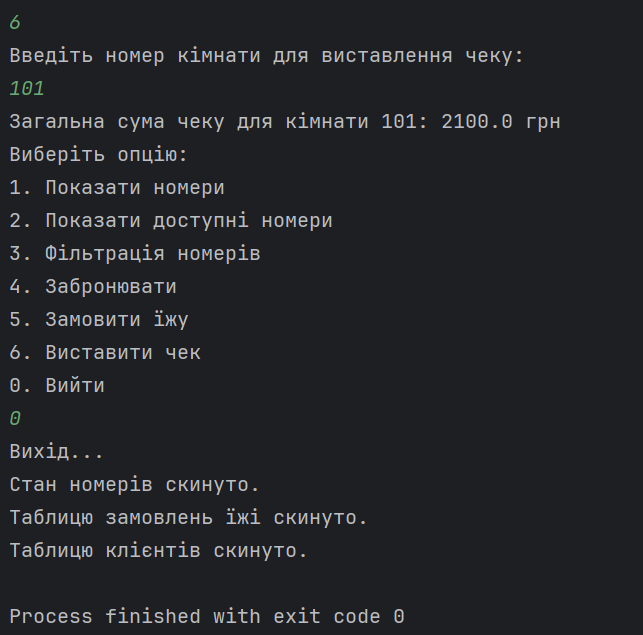 6
Введіть номер кімнати для виставлення чеку:
101
Загальна сума чеку для кімнати 101: 2100.0 грн
Виберіть опцію:
1. Показати номери
2. Показати доступні номери
3. Фільтрація номерів
4. Забронювати
5. Замовити їжу
6. Виставити чек
0. Вийти
0
Вихід...
Стан номерів скинуто.
Таблицю замовлень їжі скинуто.
Таблицю клієнтів скинуто.
Process finished with exit code 0